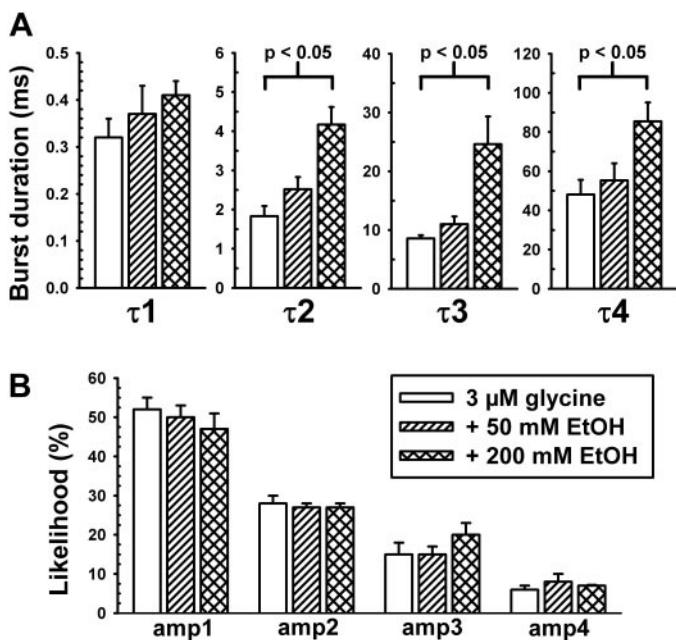 A
Burst duration (ms)
0.5
0.4
0.3
0.2
0.1
0.0
τ1
6
5
4
3
2
1
0
p < 0.05
τ2
40
30
20
10
0
p < 0.05
τ3
120
100
80
60
40
20
0
p < 0.05
τ4
B
Likelihood (%)
60
50
40
30
20
10
0
amp1
amp2
amp3
amp4
3 µM glycine
+ 50 mM EtOH
+ 200 mM EtOH